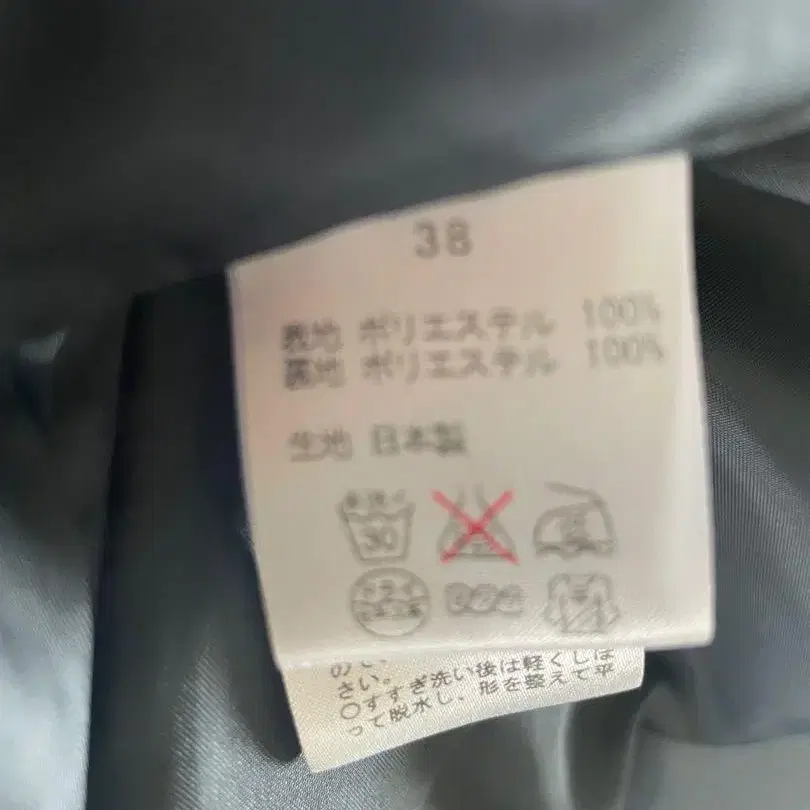 38
表地 ポリエステル 100%
裏地 ポリエステル 100%
生地 日本製
30
さい。
○すすぎ洗い後は軽くしぼ
って脱水し、形を整えて平